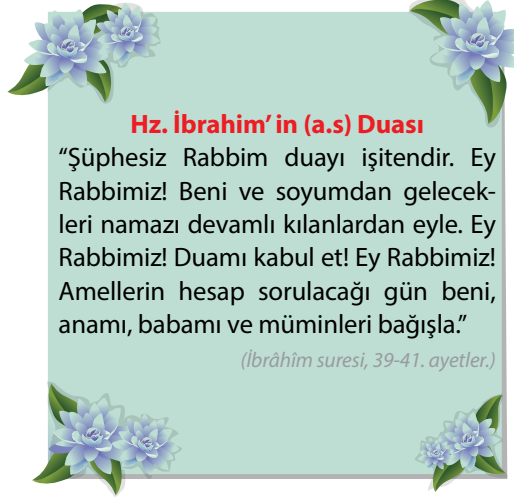 Hz. İbrahim’in (a.s) Duası
“Şüphesiz Rabbim duayı işitendir. Ey
Rabbimiz! Beni ve soyumdan gelecek-
leri namazı devamlı kılanlardan eyle. Ey
Rabbimiz! Duamı kabul et! Ey Rabbimiz!
Amellerin hesap sorulacağı gün beni,
anamı, babamı ve müminleri bağışla.”
(İbrâhîm suresi, 39-41. ayetler.)